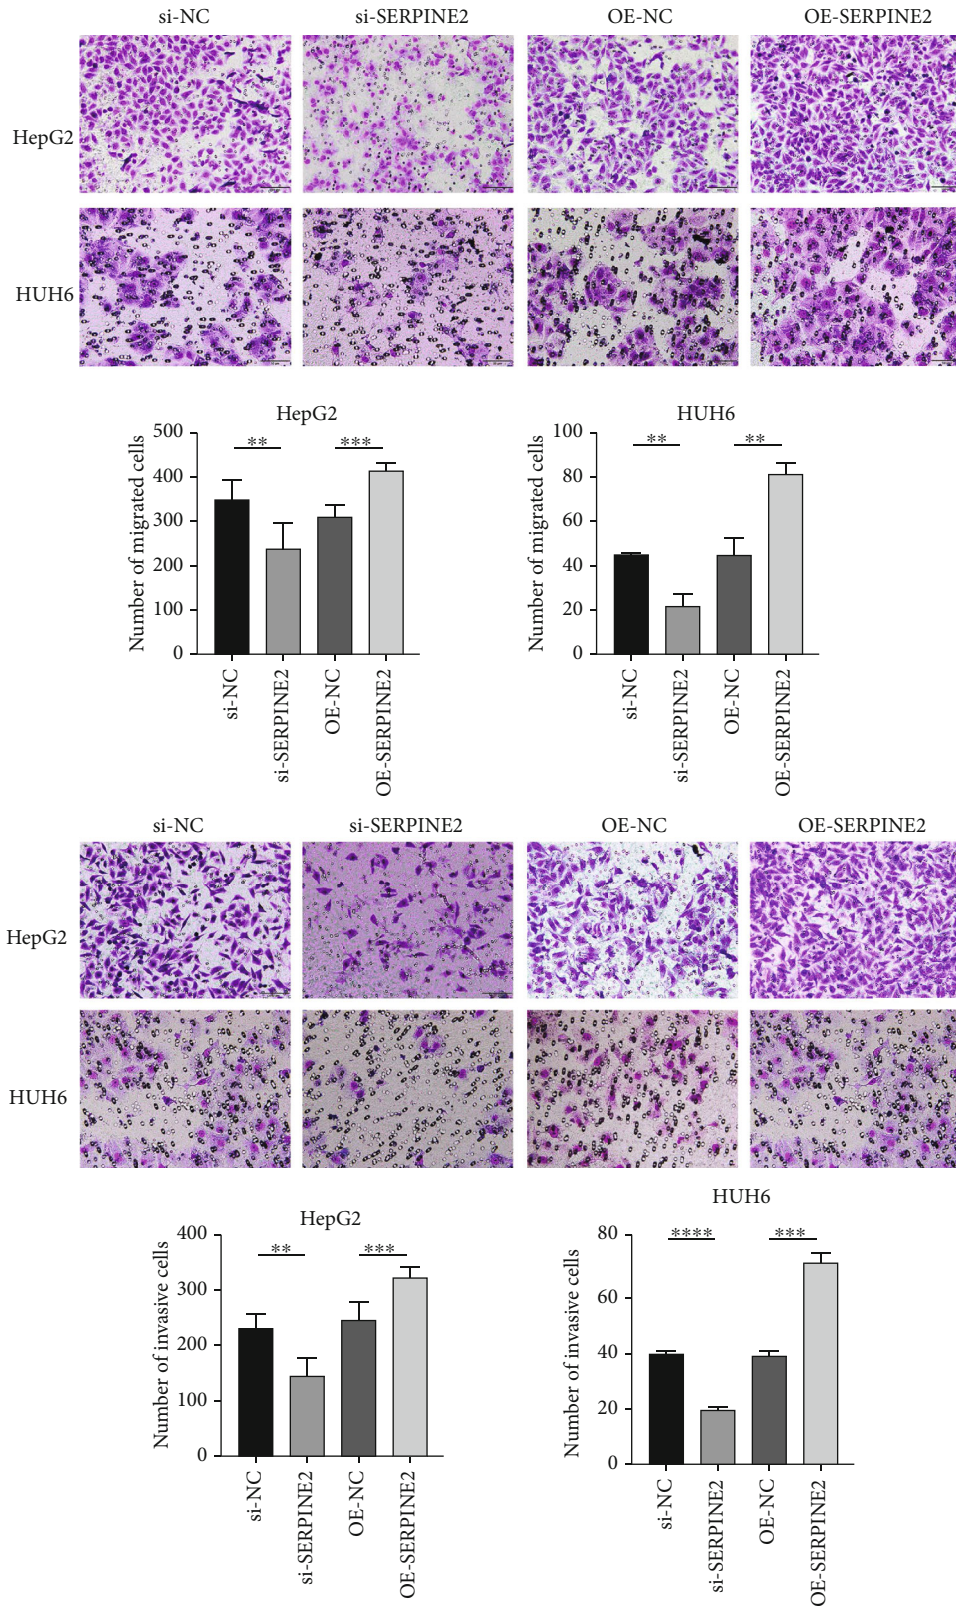 si-NC si-SERPINE2 OE-NC OE-SERPINE2
HepG2
HUH6
HepG2
Number of migrated cells
500
400
300
200
100
0
** ***
si-NC
si-SERPINE2
OE-NC
OE-SERPINE2
HUH6
Number of migrated cells
100
80
60
40
20
0
** **
si-NC
si-SERPINE2
OE-NC
OE-SERPINE2
si-NC si-SERPINE2 OE-NC OE-SERPINE2
HepG2
HUH6
HepG2
Number of invasive cells
400
300
200
100
0
** ***
si-NC
si-SERPINE2
OE-NC
OE-SERPINE2
HUH6
Number of invasive cells
80
60
40
20
0
**** ***
si-NC
si-SERPINE2
OE-NC
OE-SERPINE2